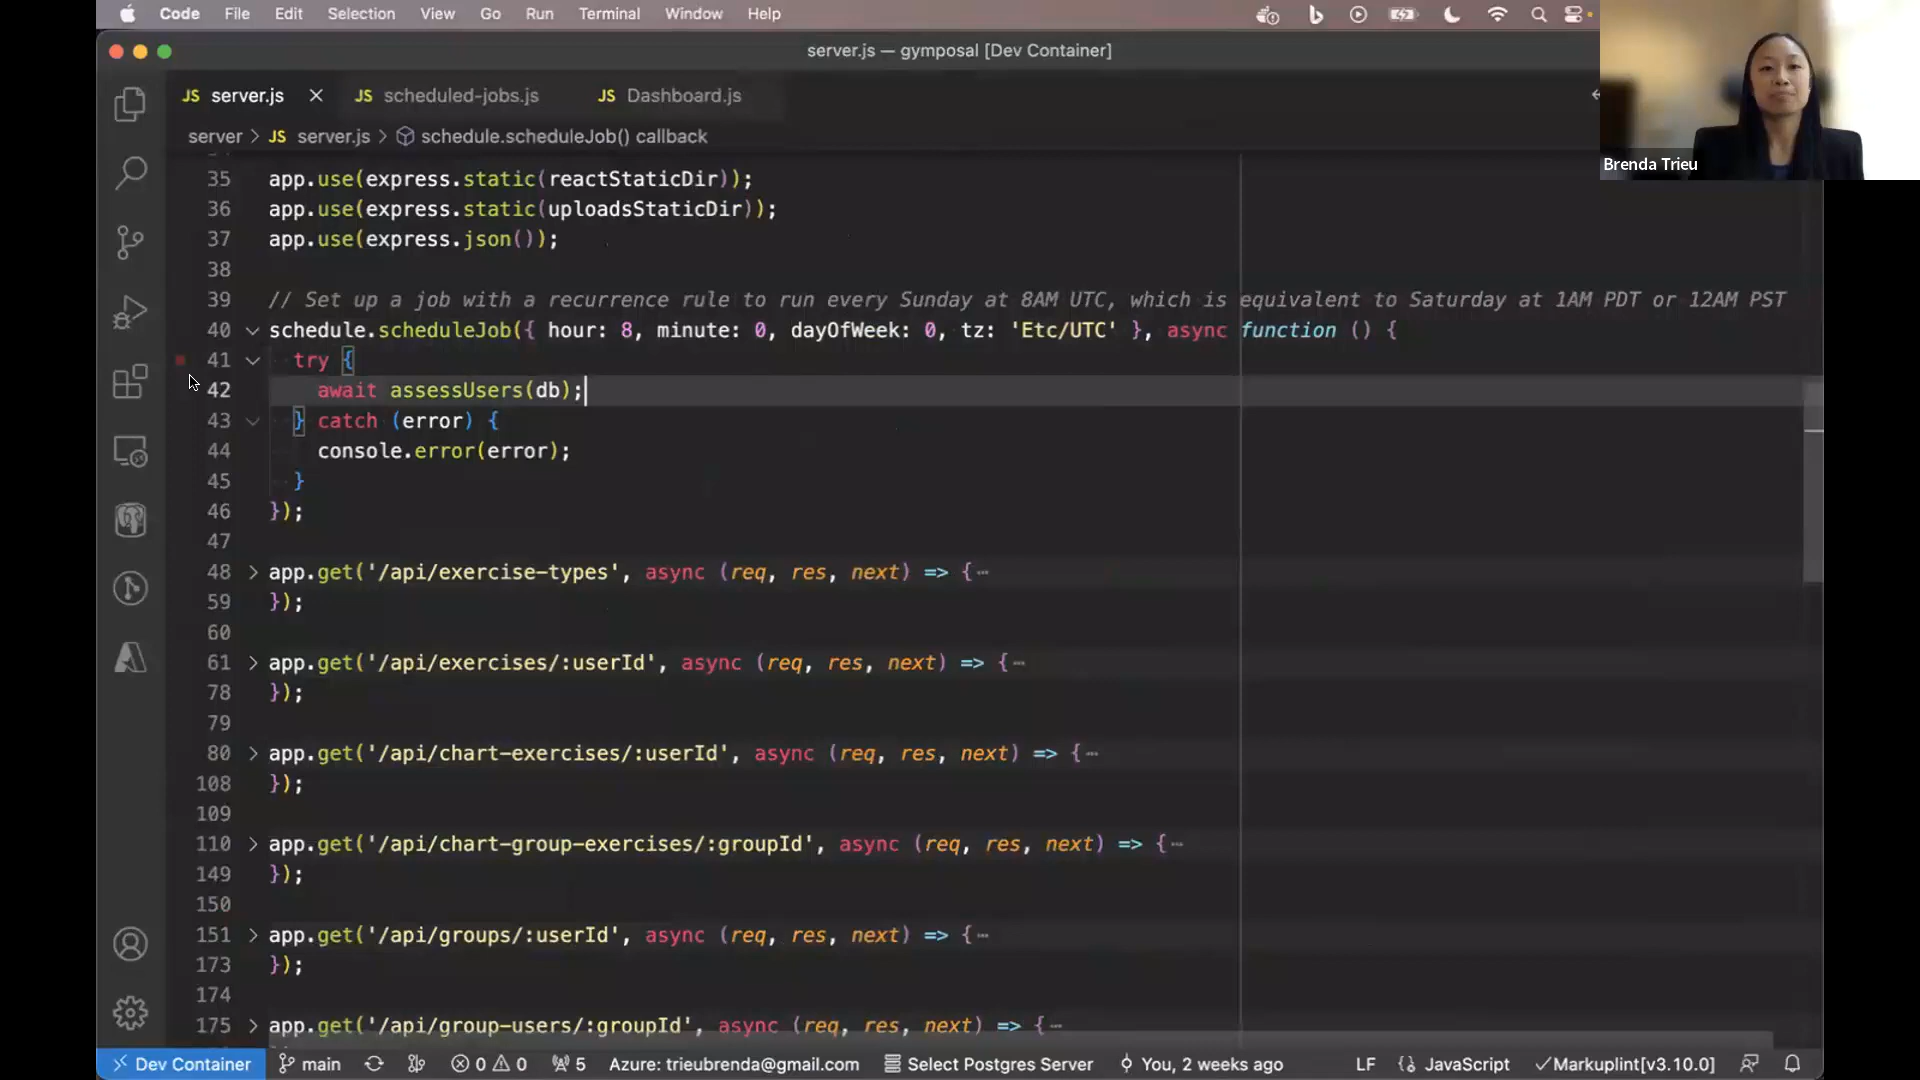 Code File Edit Selection View Go Run Terminal Window Help
server.js — gymposal [Dev Container]
JS server.js JS scheduled-jobs.js JS Dashboard.js
server > JS server.js > schedule.scheduleJob() callback
Brenda Trieu
35 app.use(express.static(reactStaticDir));
36 app.use(express.static(uploadsStaticDir));
37 app.use(express.json());
38
39 // Set up a job with a recurrence rule to run every Sunday at 8AM UTC, which is equivalent to Saturday at 1AM PDT or 12AM PST
40 schedule.scheduleJob({ hour: 8, minute: 0, dayOfWeek: 0, tz: 'Etc/UTC' }, async function () {
41 try {
42 await assessUsers(db);
43 } catch (error) {
44 console.error(error);
45 }
46 });
47
48 app.get('/api/exercise-types', async (req, res, next) => {
59 });
60
61 app.get('/api/exercises/:userId', async (req, res, next) => {
78 });
79
80 app.get('/api/chart-exercises/:userId', async (req, res, next) => {
108 });
109
110 app.get('/api/chart-group-exercises/:groupId', async (req, res, next) => {
149 });
150
151 app.get('/api/groups/:userId', async (req, res, next) => {
173 });
174
175 app.get('/api/group-users/:groupId', async (req, res, next) => {
Dev Container main 0 0 5 Azure: trieubrenda@gmail.com Select Postgres Server You, 2 weeks ago LF {} JavaScript ✓Markuplint[v3.10.0]